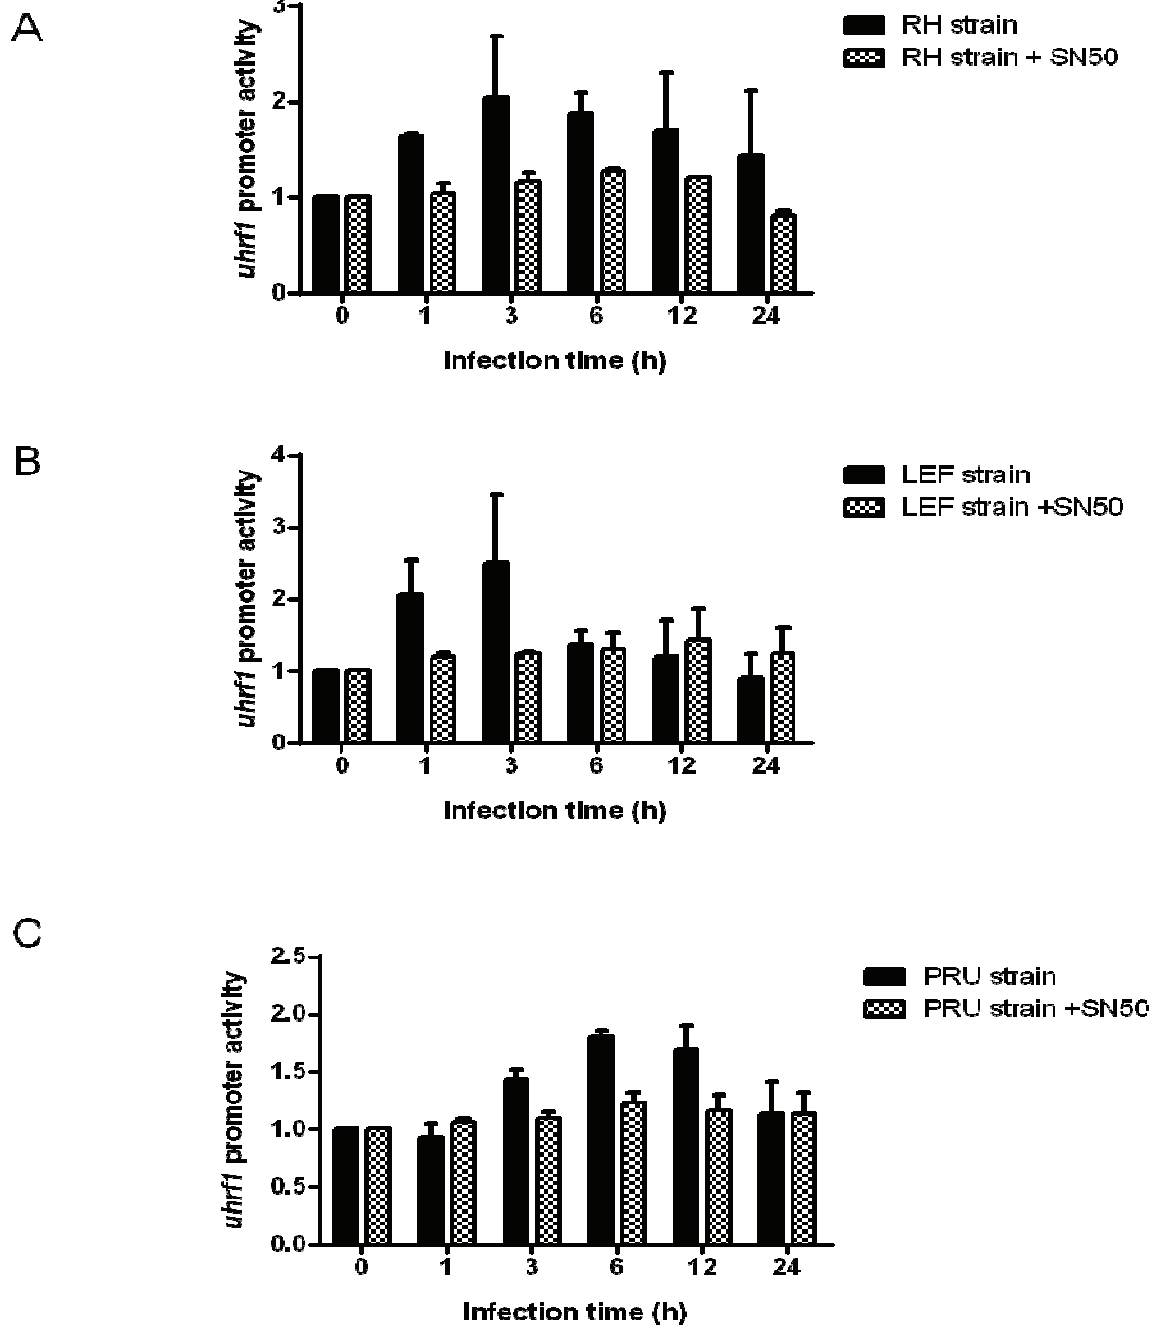 A
3
2
1
0
uhrf1 promoter activity
0 1 3 6 12 24
Infection time (h)
RH strain
RH strain + SN50
B
4
3
2
1
0
uhrf1 promoter activity
0 1 3 6 12 24
Infection time (h)
LEF strain
LEF strain +SN50
C
2.5
2.0
1.5
1.0
0.5
0.0
uhrf1 promoter activity
0 1 3 6 12 24
Infection time (h)
PRU strain
PRU strain +SN50